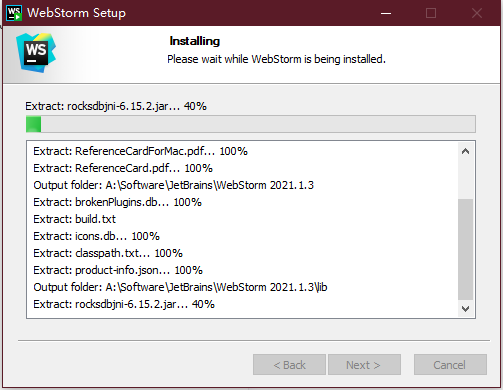 WS WebStorm Setup
WS
Installing
Please wait while WebStorm is being installed.
Extract: rocksdbjni-6.15.2.jar... 40%
Extract: ReferenceCardForMac.pdf... 100%
Extract: ReferenceCard.pdf... 100%
Output folder: A:\Software\JetBrains\WebStorm 2021.1.3
Extract: brokenPlugins.db... 100%
Extract: build.txt
Extract: icons.db... 100%
Extract: classpath.txt... 100%
Extract: product-info.json... 100%
Output folder: A:\Software\JetBrains\WebStorm 2021.1.3\lib
Extract: rocksdbjni-6.15.2.jar... 40%
< Back Next > Cancel